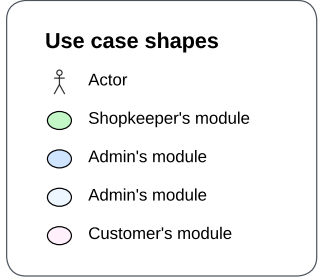 Use case shapes
Actor
Shopkeeper's module
Admin's module
Admin's module
Customer's module